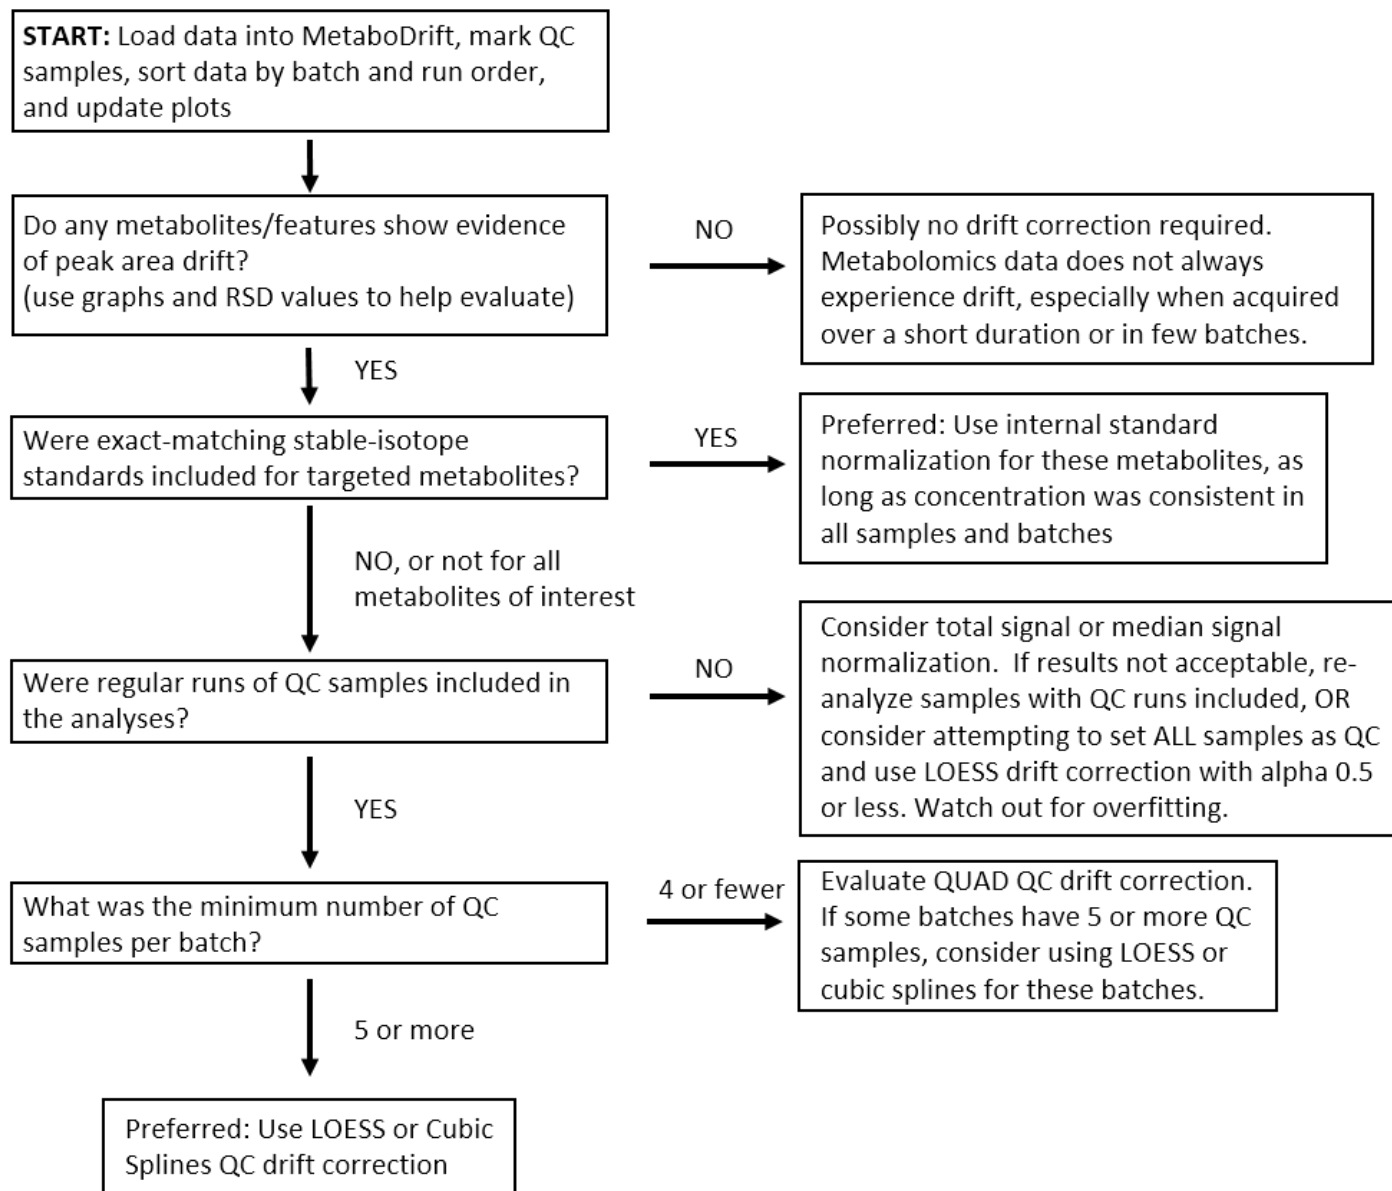 START: Load data into MetaboDrift, mark QC
samples, sort data by batch and run order,
and update plots
Do any metabolites/features show evidence
of peak area drift?
(use graphs and RSD values to help evaluate)
NO
Possibly no drift correction required.
Metabolomics data does not always
experience drift, especially when acquired
over a short duration or in few batches.
YES
Were exact-matching stable-isotope
standards included for targeted metabolites?
YES
Preferred: Use internal standard
normalization for these metabolites, as
long as concentration was consistent in
all samples and batches
NO, or not for all
metabolites of interest
Were regular runs of QC samples included in
the analyses?
NO
Consider total signal or median signal
normalization.  If results not acceptable, re-
analyze samples with QC runs included, OR
consider attempting to set ALL samples as QC
and use LOESS drift correction with alpha 0.5
or less. Watch out for overfitting.
YES
What was the minimum number of QC
samples per batch?
4 or fewer
Evaluate QUAD QC drift correction.
If some batches have 5 or more QC
samples, consider using LOESS or
cubic splines for these batches.
5 or more
Preferred: Use LOESS or Cubic
Splines QC drift correction